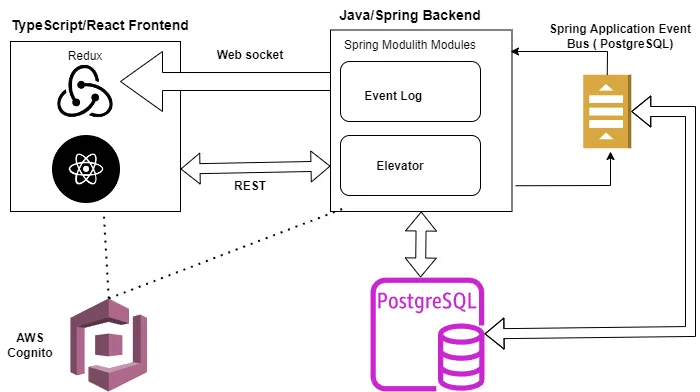 TypeScript/React Frontend
Java/Spring Backend
Spring Application Event
Bus ( PostgreSQL)
Redux
Web socket
Spring Modulith Modules
Event Log
Elevator
REST
AWS
Cognito
PostgreSQL